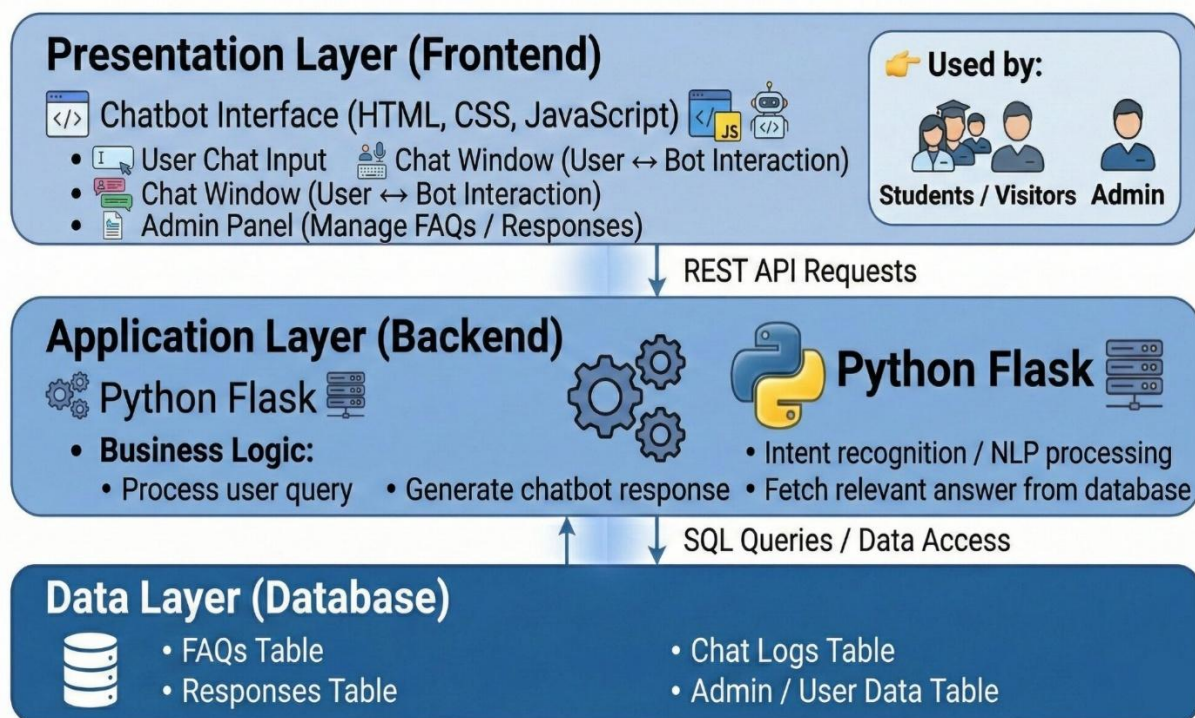 Presentation Layer (Frontend)
👉 Used by:
</> Chatbot Interface (HTML, CSS, JavaScript) </> JS </>
• User Chat Input Chat Window (User ↔ Bot Interaction)
• Chat Window (User ↔ Bot Interaction)
• Admin Panel (Manage FAQs / Responses)
Students / Visitors Admin
REST API Requests
Application Layer (Backend)
Python Flask
• Business Logic:
• Process user query • Generate chatbot response
Python Flask
• Intent recognition / NLP processing
• Fetch relevant answer from database
SQL Queries / Data Access
Data Layer (Database)
• FAQs Table
• Responses Table
• Chat Logs Table
• Admin / User Data Table